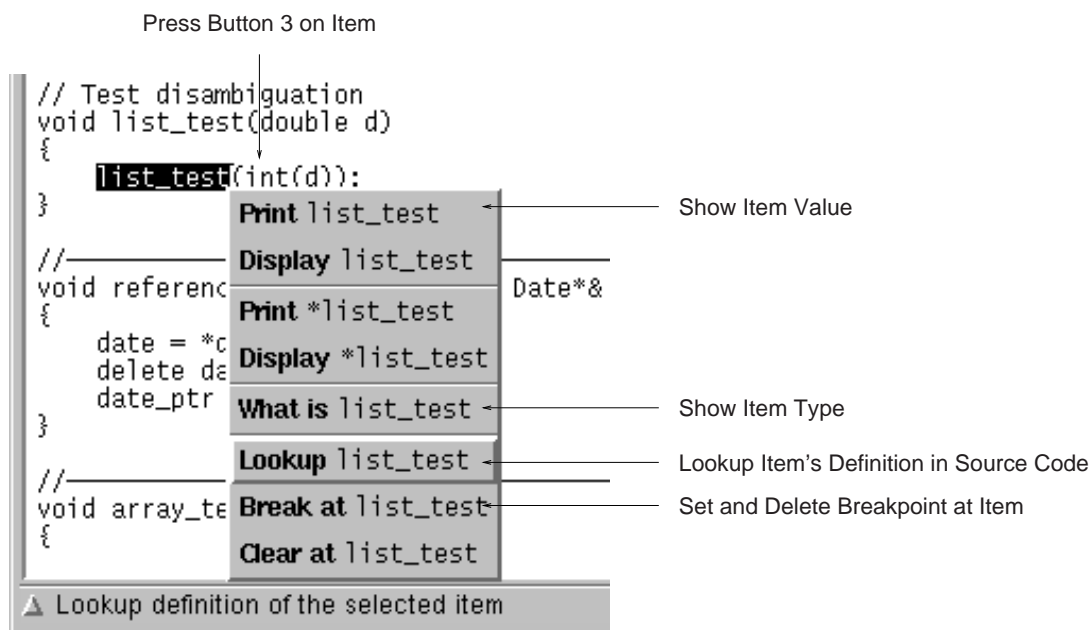 Press Button 3 on Item
// Test disambiguation
void list_test(double d)
{
list_test(int(d)):
}
Print list_test
Show Item Value
Display list_test
//
void referenc
Date*&
{
Print *list_test
date = *
Display *list_test
delete da
date_ptr
What is list_test
Show Item Type
}
Lookup list_test
Lookup Item's Definition in Source Code
//
void array_te
Break at list_test
Set and Delete Breakpoint at Item
{
Clear at list_test
Lookup definition of the selected item